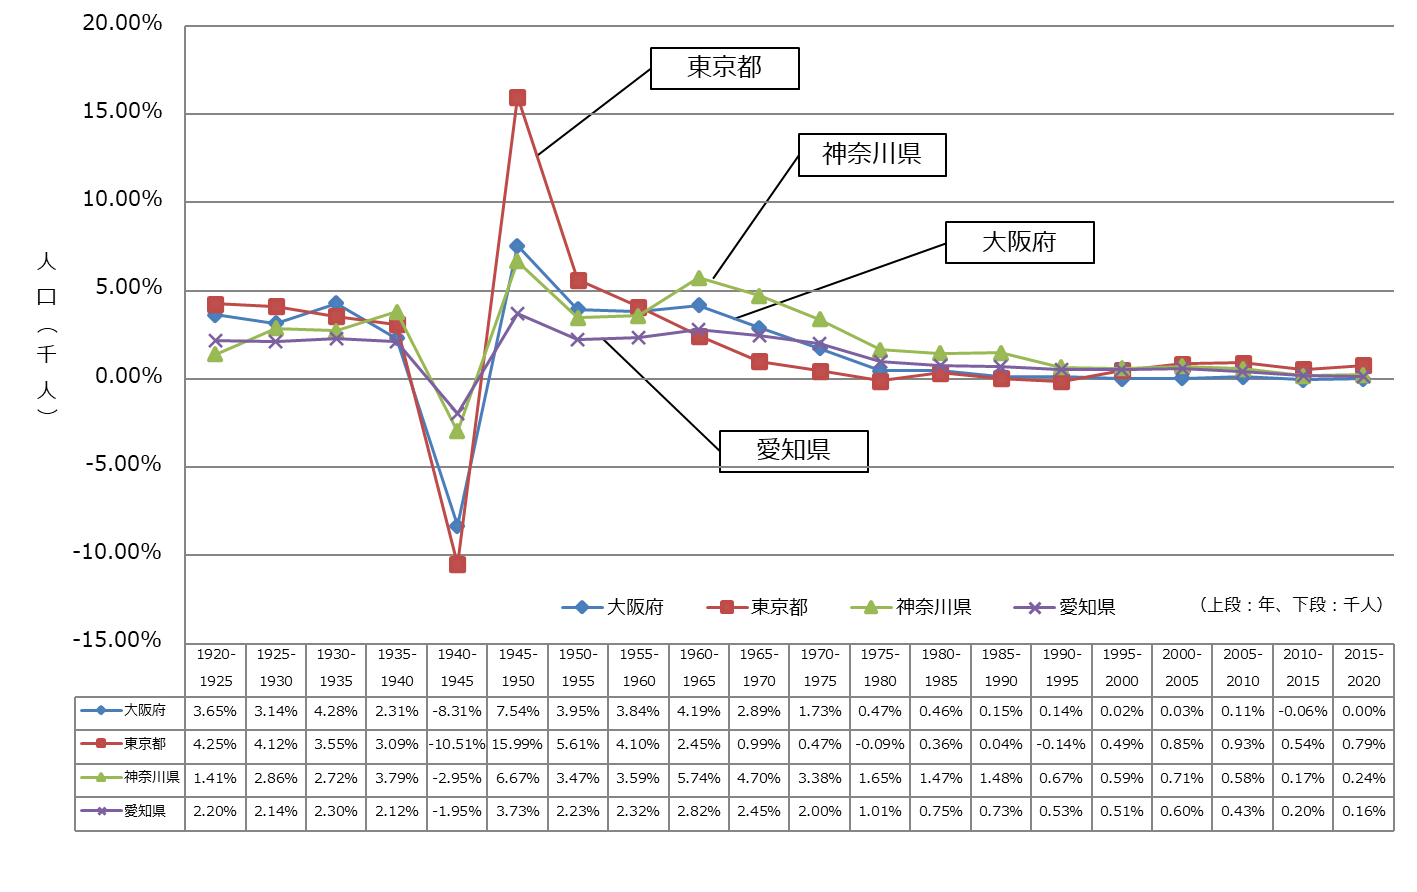 20.00%
15.00%
10.00%
5.00%
0.00%
-5.00%
-10.00%
-15.00%
人口(千人)
東京都
神奈川県
大阪府
愛知県
大阪府 東京都 神奈川県 愛知県
（上段：年、下段：千人）
1920- 1925- 1930- 1935- 1940- 1945- 1950- 1955- 1960- 1965- 1970- 1975- 1980- 1985- 1990- 1995- 2000- 2005- 2010- 2015-
1925 1930 1935 1940 1945 1950 1955 1960 1965 1970 1975 1980 1985 1990 1995 2000 2005 2010 2015 2020
大阪府 3.65% 3.14% 4.28% 2.31% -8.31% 7.54% 3.95% 3.84% 4.19% 2.89% 1.73% 0.47% 0.46% 0.15% 0.14% 0.02% 0.03% 0.11% -0.06% 0.00%
東京都 4.25% 4.12% 3.55% 3.09% -10.51% 15.99% 5.61% 4.10% 2.45% 0.99% 0.47% -0.09% 0.36% 0.04% -0.14% 0.49% 0.85% 0.93% 0.54% 0.79%
神奈川県 1.41% 2.86% 2.72% 3.79% -2.95% 6.67% 3.47% 3.59% 5.74% 4.70% 3.38% 1.65% 1.47% 1.48% 0.67% 0.59% 0.71% 0.58% 0.17% 0.24%
愛知県 2.20% 2.14% 2.30% 2.12% -1.95% 3.73% 2.23% 2.32% 2.82% 2.45% 2.00% 1.01% 0.75% 0.73% 0.53% 0.51% 0.60% 0.43% 0.20% 0.16%